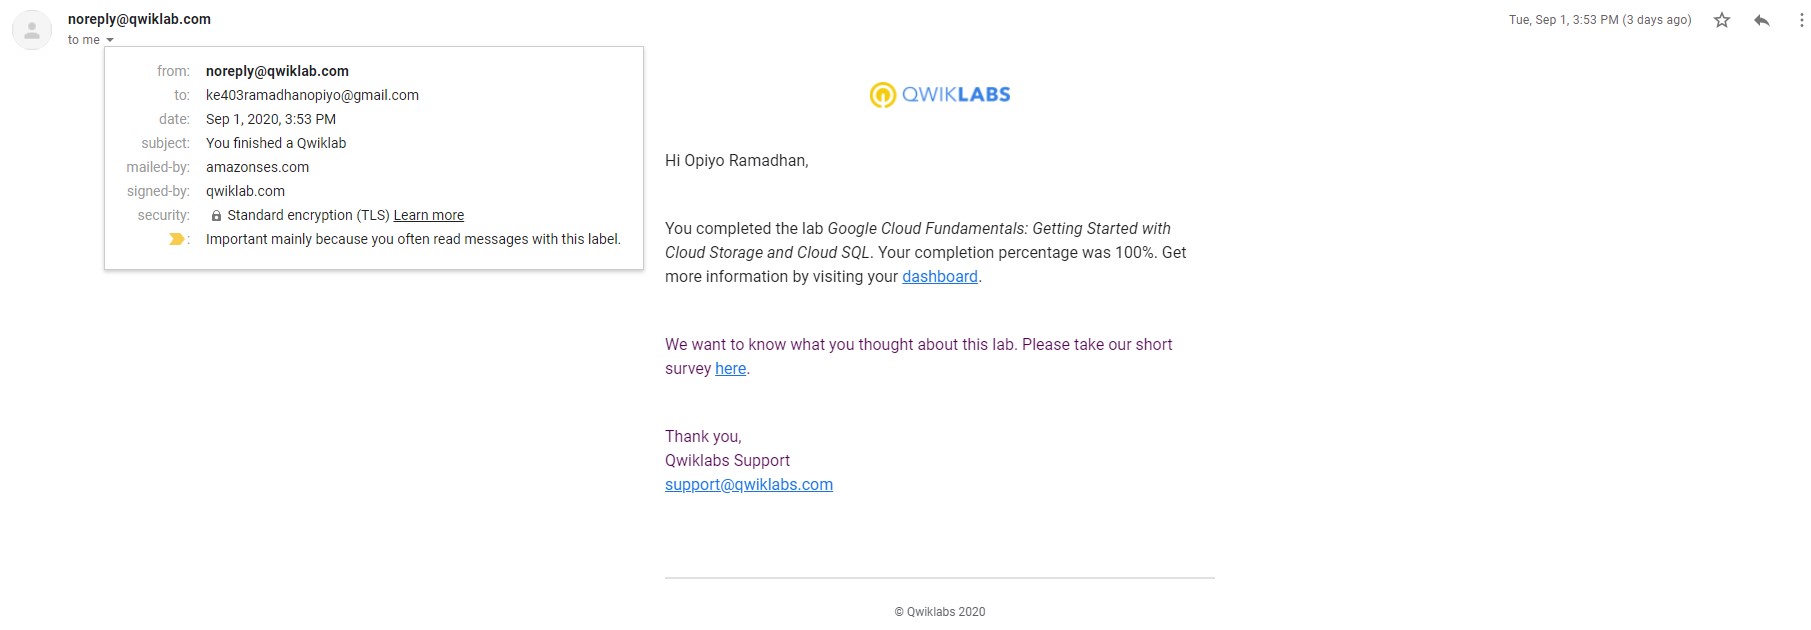 noreply@qwiklab.com
Tue, Sep 1, 3:53 PM (3 days ago)
to me
from: noreply@qwiklab.com
to: ke403ramadhanopiyo@gmail.com
date: Sep 1, 2020, 3:53 PM
subject: You finished a Qwiklab
mailed-by: amazonses.com
signed-by: qwiklab.com
security: Standard encryption (TLS) Learn more
: Important mainly because you often read messages with this label.
QWIKLABS
Hi Opiyo Ramadhan,
You completed the lab Google Cloud Fundamentals: Getting Started with
Cloud Storage and Cloud SQL. Your completion percentage was 100%. Get
more information by visiting your dashboard.
We want to know what you thought about this lab. Please take our short
survey here.
Thank you,
Qwiklabs Support
support@qwiklabs.com
© Qwiklabs 2020